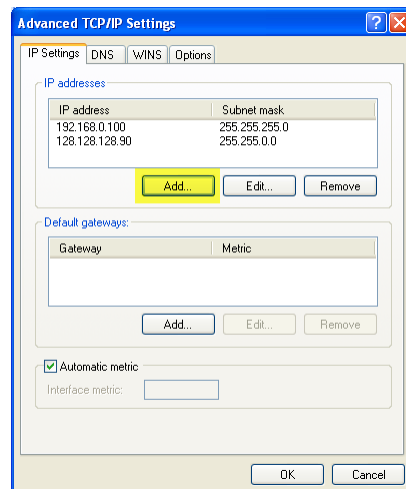 Advanced TCP/IP Settings
IP Settings DNS WINS Options
IP addresses
IP address Subnet mask
192.168.0.100 255.255.255.0
128.128.128.90 255.255.0.0
Add... Edit... Remove
Default gateways:
Gateway Metric
Add... Edit... Remove
Automatic metric
Interface metric:
OK Cancel